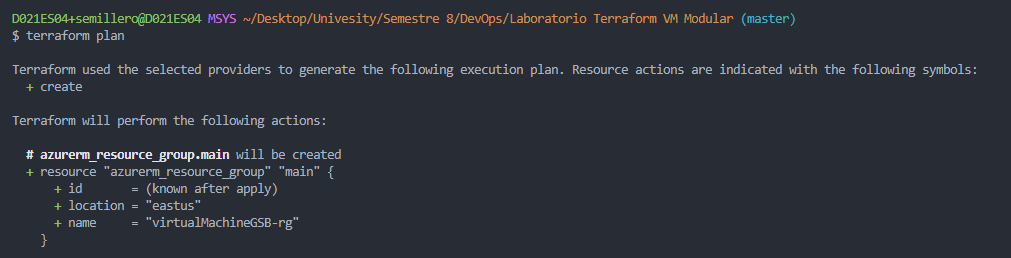 D021ES04+semillero@D021ES04 MSYS ~/Desktop/Univesity/Semestre 8/DevOps/Laboratorio Terraform VM Modular (master)
$ terraform plan
Terraform used the selected providers to generate the following execution plan. Resource actions are indicated with the following symbols:
+ create
Terraform will perform the following actions:
# azurerm_resource_group.main will be created
+ resource "azurerm_resource_group" "main" {
+ id       = (known after apply)
+ location = "eastus"
+ name     = "virtualMachineGSB-rg"
}